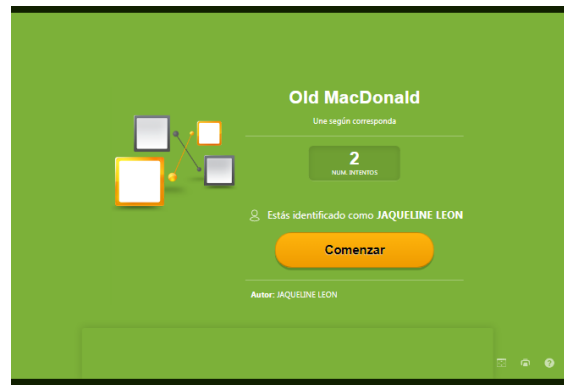 Old MacDonald
Une según corresponda
2
NUM. INTENTOS
Estás identificado como JAQUELINE LEON
Comenzar
Autor: JAQUELINE LEON
?